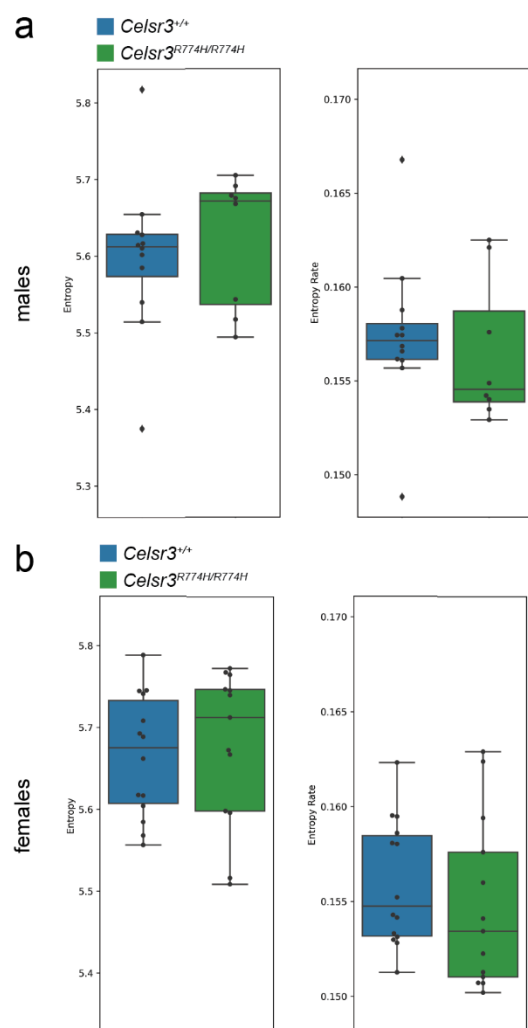 a
Celsr3+/+
Celsr3R774H/R774H
males
Entropy
5.8
5.7
5.6
5.5
5.4
5.3
Entropy Rate
0.170
0.165
0.160
0.155
0.150
b
Celsr3+/+
Celsr3R774H/R774H
females
Entropy
5.8
5.7
5.6
5.5
5.4
Entropy Rate
0.170
0.165
0.160
0.155
0.150